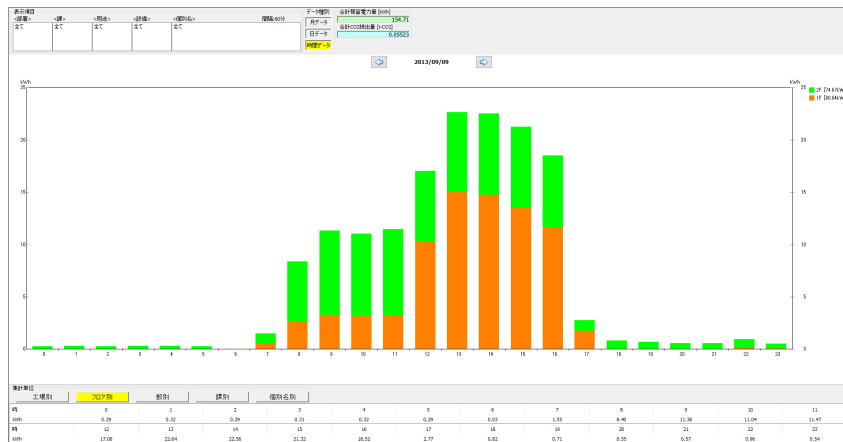 表示項目
<部署> <課> <用途> <設備> <個別名> 間隔:60分
全て 全て 全て 全て 全て
データ種別
月データ
日データ
時間データ
合計積算電力量 [kWh]
154.71
合計CO2排出量 [t-CO2]
0.05523
2013/09/09
kWh kWh
25 25
20 20
15 15
10 10
5 5
0 0
2F [74.67kW
1F [80.04kW
0 1 2 3 4 5 6 7 8 9 10 11 12 13 14 15 16 17 18 19 20 21 22 23
集計単位
工場別 フロア別 部別 課別 個別名別
時 0 1 2 3 4 5 6 7 8 9 10 11
kWh 0.29 0.32 0.29 0.31 0.32 0.29 0.03 1.55 8.40 11.38 11.04 11.47
時 12 13 14 15 16 17 18 19 20 21 22 23
kWh 17.06 22.64 22.56 21.32 18.52 2.77 0.82 0.71 0.55 0.57 0.96 0.54